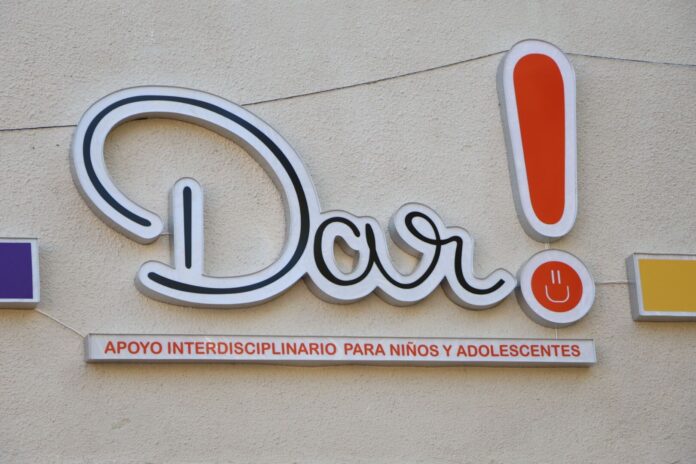 Dar!
APOYO INTERDISCIPLINARIO PARA NIÑOS Y ADOLESCENTES